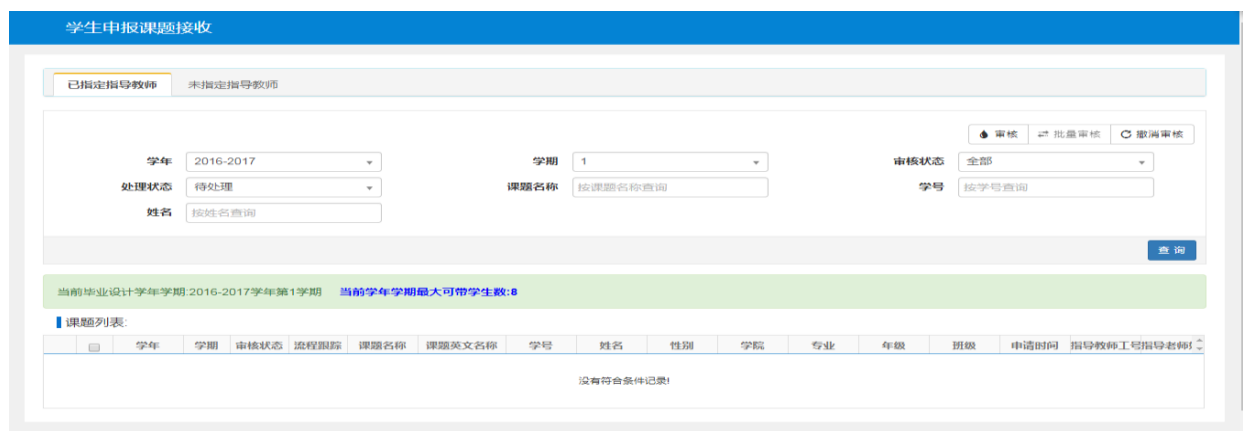 学生申报课题接收
已指定指导教师 未指定指导教师
审核 批量审核 撤消审核
学年 2016-2017 学期 1 审核状态 全部
处理状态 待处理 课题名称 按课题名称查询 学号 按学号查询
姓名 按姓名查询
查 询
当前毕业设计学年学期:2016-2017学年第1学期 当前学年学期最大可带学生数:8
课题列表:
学年 学期 审核状态 流程跟踪 课题名称 课题英文名称 学号 姓名 性别 学院 专业 年级 班级 申请时间 指导教师工号 指导老师
没有符合条件记录!